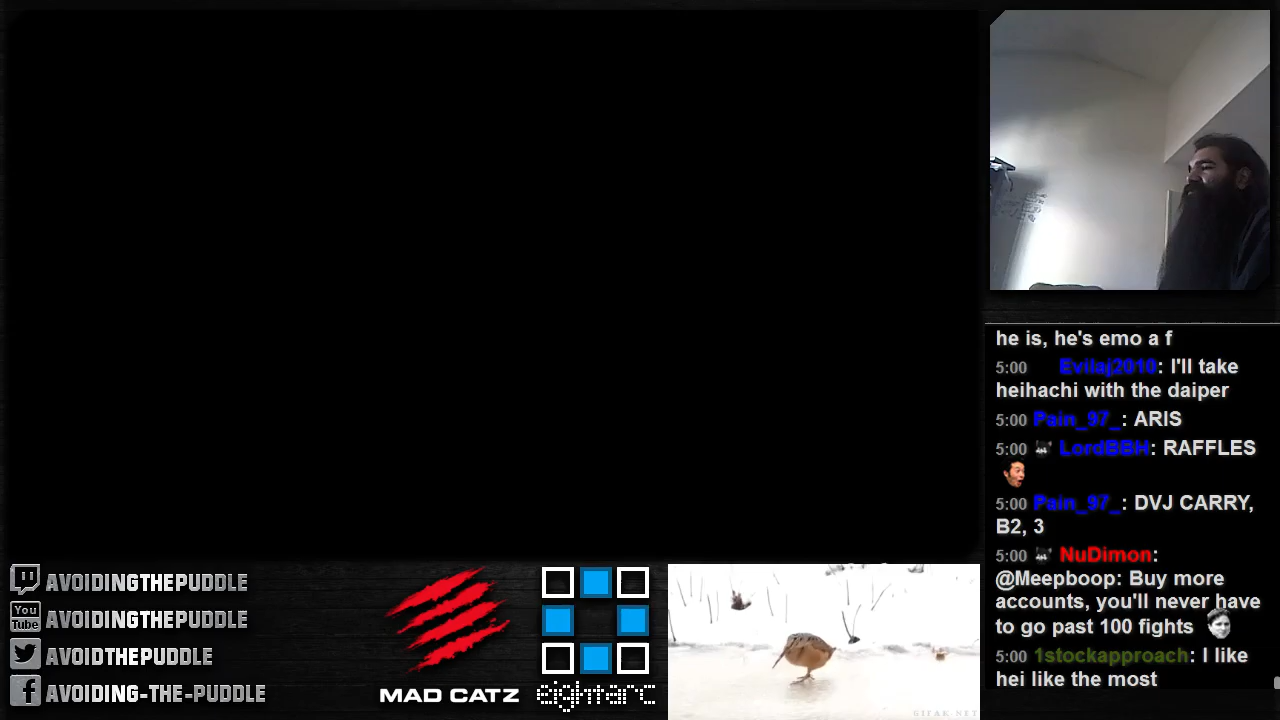 he is, he's emo a f
5:00 Evilaj2010: I'll take
heihachi with the daiper
5:00 Pain_97_: ARIS
5:00 LordBBH: RAFFLES
5:00 Pain_97_: DVJ CARRY,
B2, 3
5:00 NuDimon:
@Meepboop: Buy more
accounts, you'll never have
to go past 100 fights
5:00 1stockapproach: I like
hei like the most
AVOIDINGTHEPUDDLE
You
Tube AVOIDINGTHEPUDDLE
AVOIDTHEPUDDLE
f AVOIDING-THE-PUDDLE
MAD CATZ
eightarc
GIFAK.NET